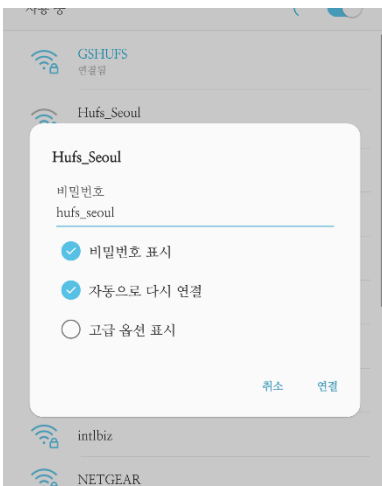 사용 중
GSHUFS
연결됨
Hufs_Seoul
Hufs_Seoul
비밀번호
hufs_seoul
비밀번호 표시
자동으로 다시 연결
고급 옵션 표시
취소 연결
intlbiz
NETGEAR